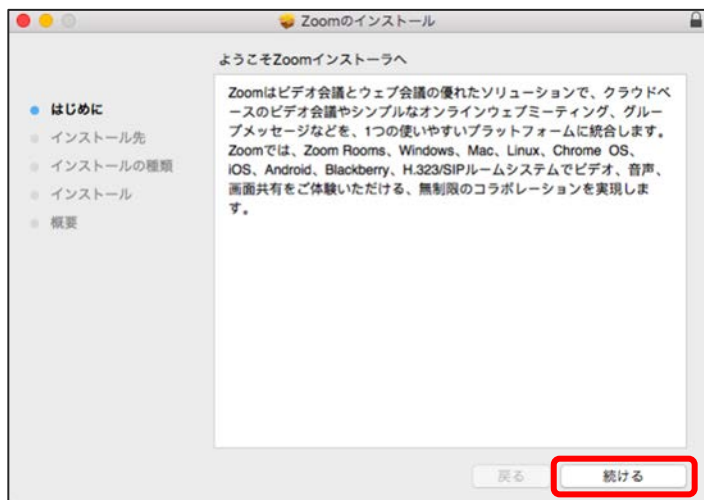 Zoomのインストール
ようこそZoomインストーラへ
はじめに
インストール先
インストールの種類
インストール
概要
Zoomはビデオ会議とウェブ会議の優れたソリューションで、クラウドベ
ースのビデオ会議やシンプルなオンラインウェブミーティング、グルー
プメッセージなどを、1つの使いやすいプラットフォームに統合します。
Zoomでは、Zoom Rooms、Windows、Mac、Linux、Chrome OS、
iOS、Android、Blackberry、H.323/SIPルームシステムでビデオ、音声、
画面共有をご体験いただける、無制限のコラボレーションを実現しま
す。
戻る
続ける